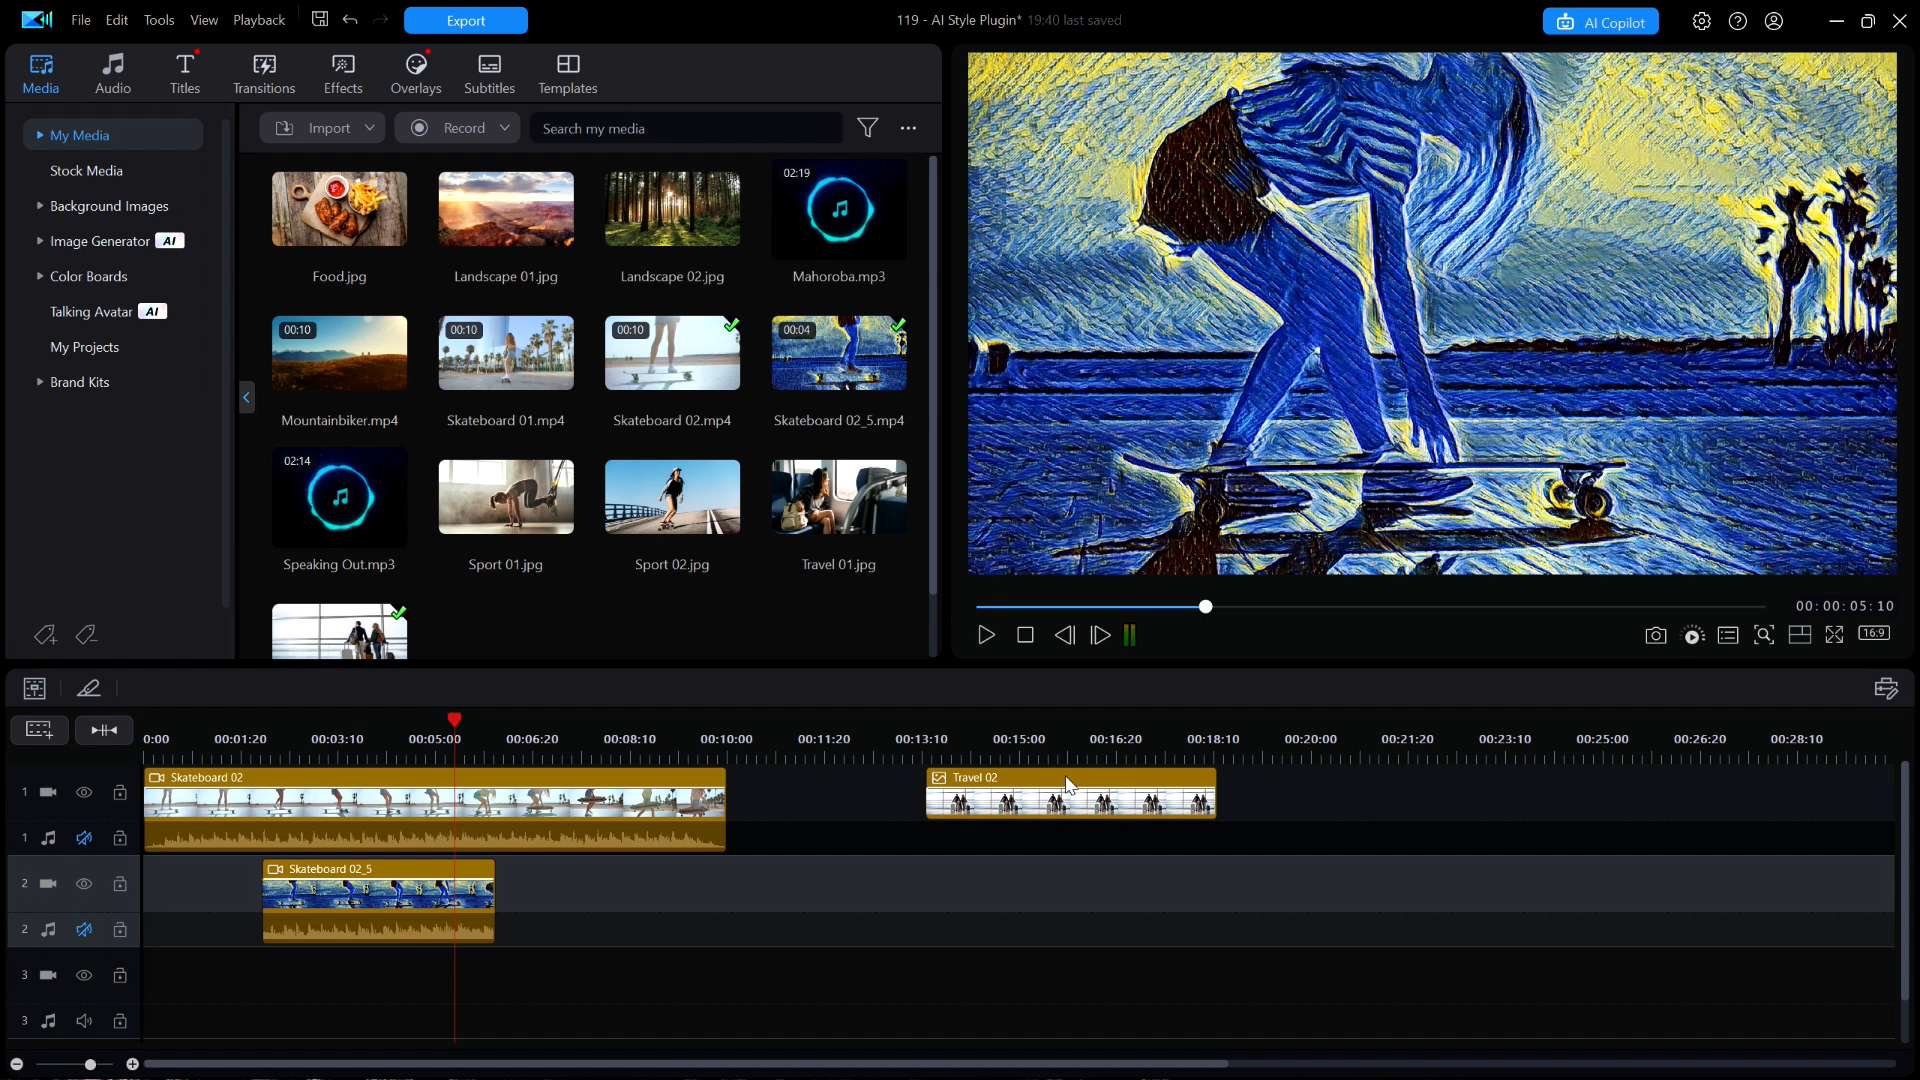 File Edit Tools View Playback
Export
119 - AI Style Plugin* 19:40 last saved
AI Copilot
Media Audio Titles Transitions Effects Overlays Subtitles Templates
My Media
Stock Media
Background Images
Image Generator AI
Color Boards
Talking Avatar AI
My Projects
Brand Kits
Import Record Search my media
02:19
Food.jpg Landscape 01.jpg Landscape 02.jpg Mahoroba.mp3
00:10 00:10 00:10 00:04
Mountainbiker.mp4 Skateboard 01.mp4 Skateboard 02.mp4 Skateboard 02_5.mp4
02:14
Speaking Out.mp3 Sport 01.jpg Sport 02.jpg Travel 01.jpg
00:00:05:10
16:9
0:00 00:01:20 00:03:10 00:05:00 00:06:20 00:08:10 00:10:00 00:11:20 00:13:10 00:15:00 00:16:20 00:18:10 00:20:00 00:21:20 00:23:10 00:25:00 00:26:20 00:28:10
Skateboard 02 Travel 02
1
1
Skateboard 02_5
2
2
3
3